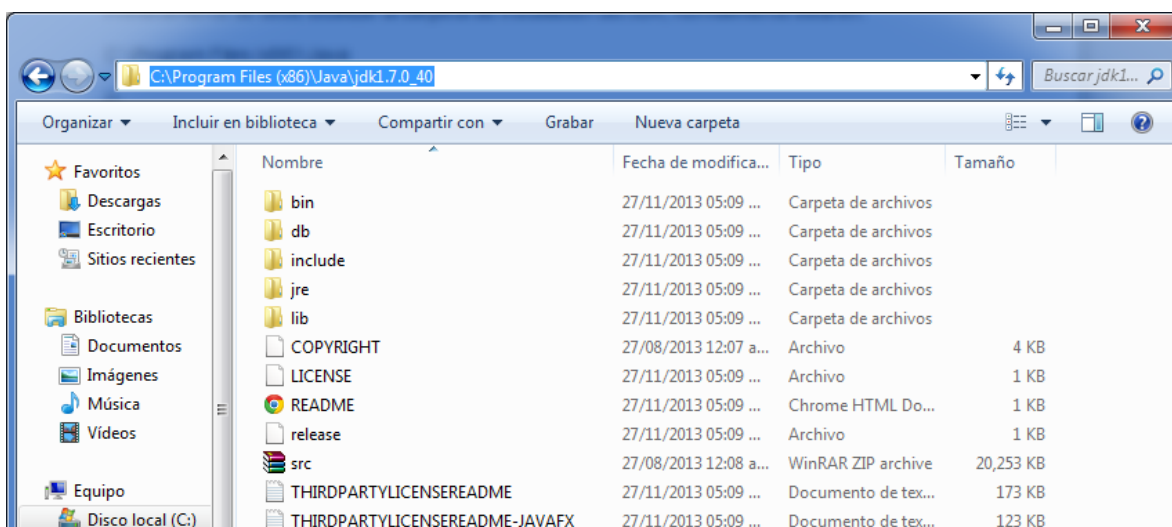 C:\Program Files (x86)\Java\jdk1.7.0_40
Buscar jdk1...
Organizar Incluir en biblioteca Compartir con Grabar Nueva carpeta
Nombre Fecha de modifica... Tipo Tamaño
Favoritos
Descargas
Escritorio
Sitios recientes
Bibliotecas
Documentos
Imágenes
Música
Vídeos
Equipo
Disco local (C:)
bin 27/11/2013 05:09 ... Carpeta de archivos
db 27/11/2013 05:09 ... Carpeta de archivos
include 27/11/2013 05:09 ... Carpeta de archivos
jre 27/11/2013 05:09 ... Carpeta de archivos
lib 27/11/2013 05:09 ... Carpeta de archivos
COPYRIGHT 27/08/2013 12:07 a... Archivo 4 KB
LICENSE 27/11/2013 05:09 ... Archivo 1 KB
README 27/11/2013 05:09 ... Chrome HTML Do... 1 KB
release 27/11/2013 05:09 ... Archivo 1 KB
src 27/08/2013 12:08 a... WinRAR ZIP archive 20,253 KB
THIRDPARTYLICENSEREADME 27/11/2013 05:09 ... Documento de tex... 173 KB
THIRDPARTYLICENSEREADME-JAVAFX 27/11/2013 05:09 ... Documento de tex... 123 KB